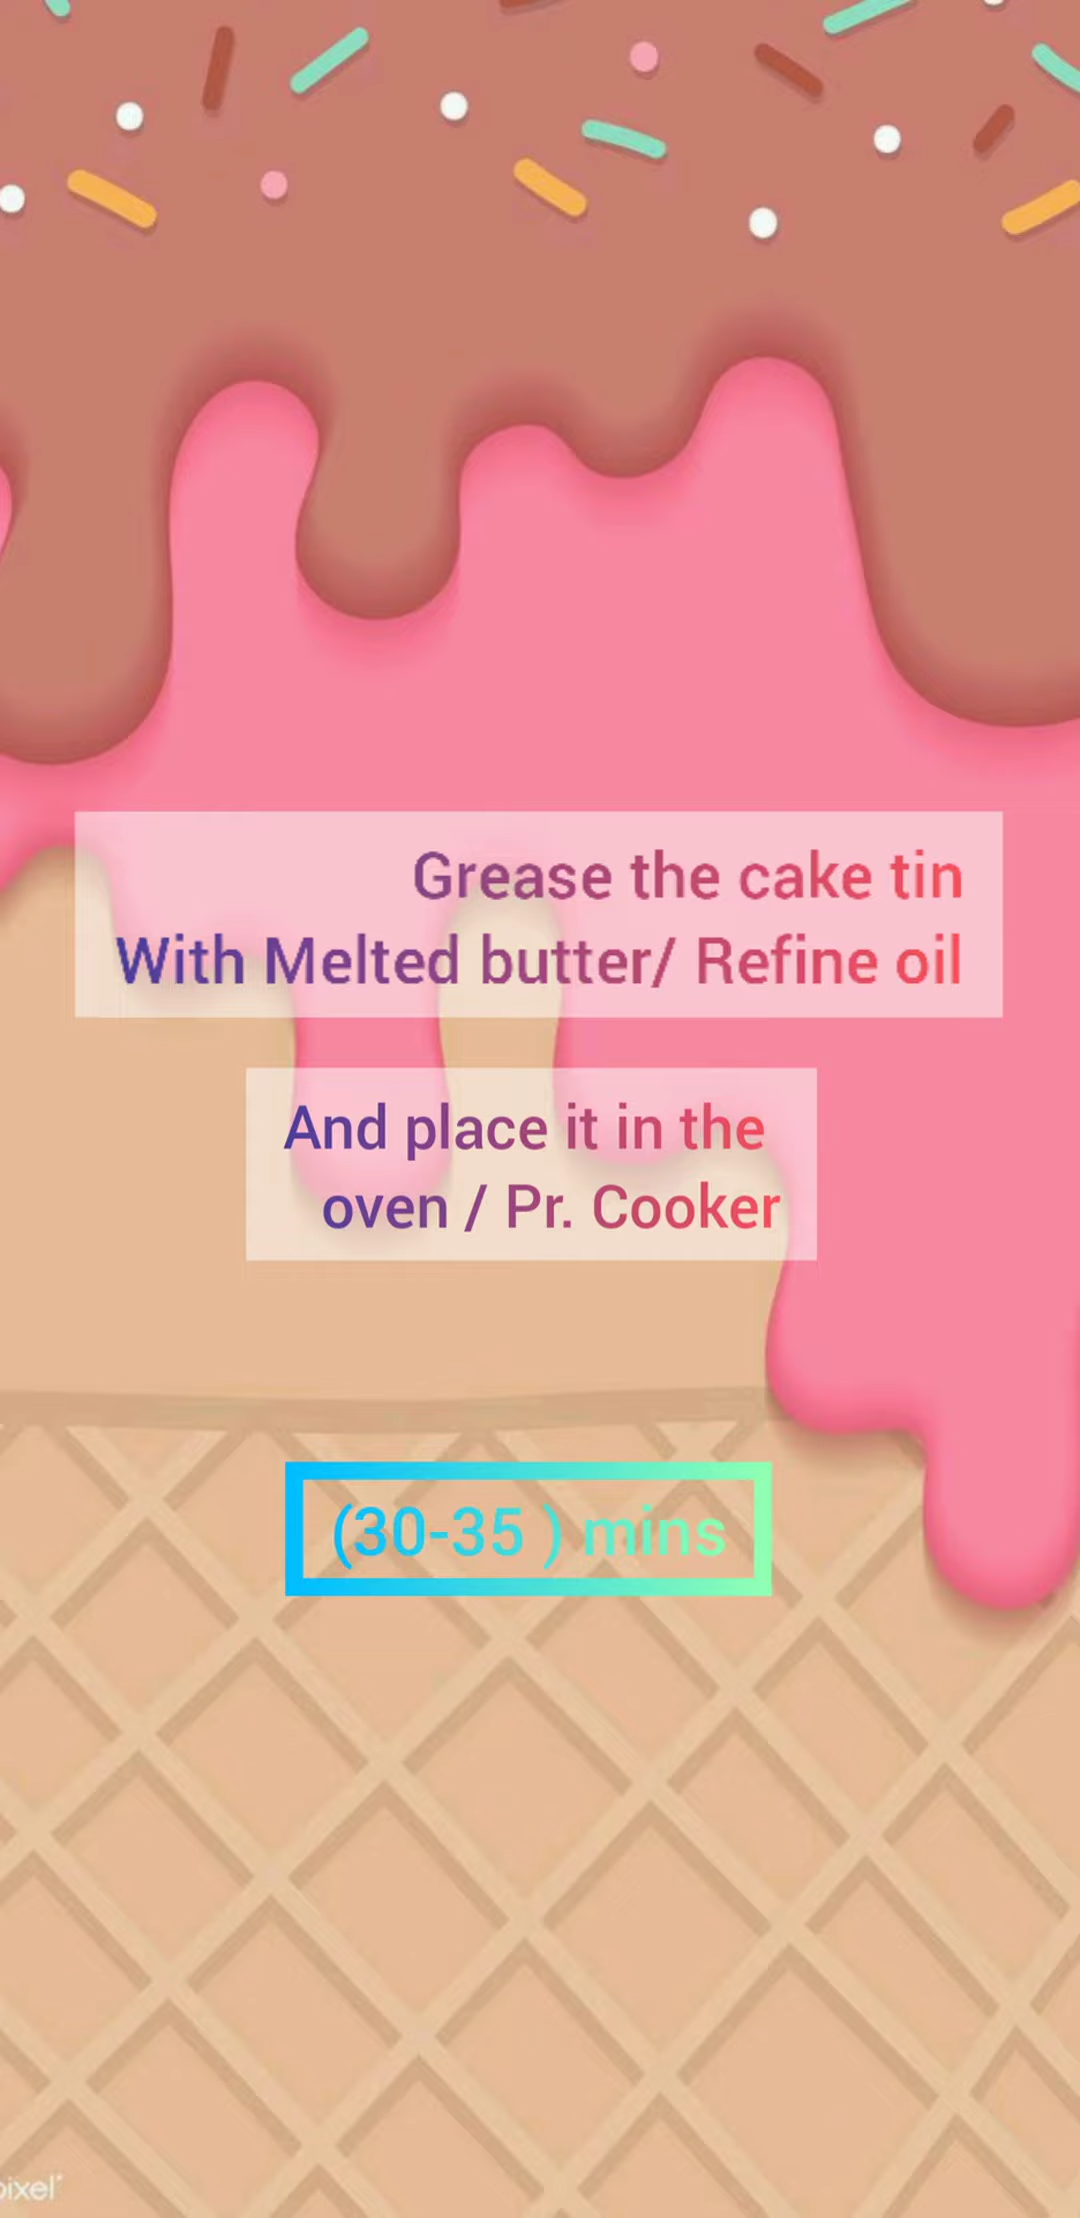 Grease the cake tin
With Melted butter/ Refine oil
And place it in the
oven / Pr. Cooker
(30-35 ) mins
pixel